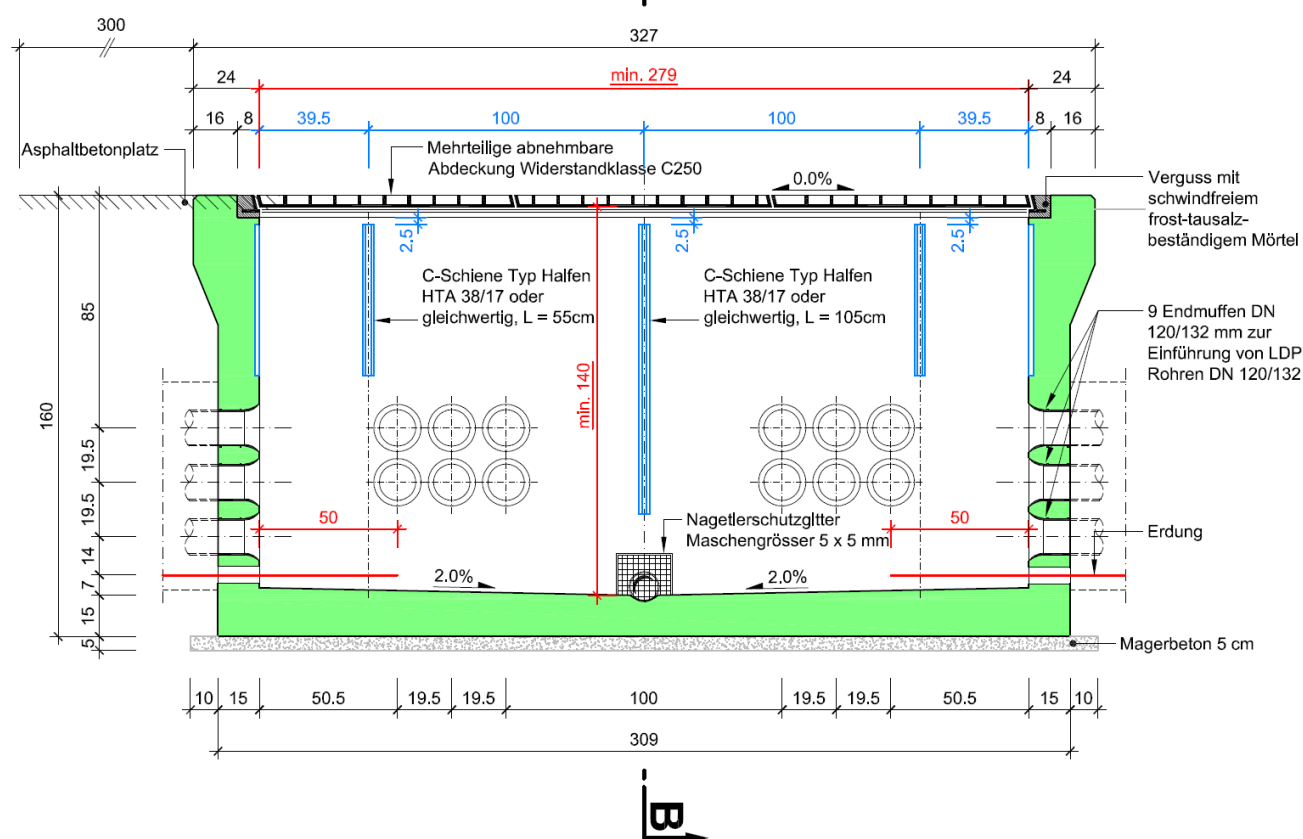 300
327
24
min. 279
24
16
8
39.5
100
100
39.5
8
16
Asphaltbetonplatz
Mehrteilige abnehmbare
Abdeckung Widerstandklasse C250
0.0%
Verguss mit
schwindfreiem
frost-tausalz-
beständigem Mörtel
2.5
2.5
2.5
C-Schiene Typ Halfen
HTA 38/17 oder
gleichwertig, L = 55cm
C-Schiene Typ Halfen
HTA 38/17 oder
gleichwertig, L = 105cm
85
160
min. 140
9 Endmuffen DN
120/132 mm zur
Einführung von LDP
Rohren DN 120/132
19.5
19.5
14
7
15
5
50
50
Nagetlerschutzgltter
Maschengrösser 5 x 5 mm
Erdung
2.0%
2.0%
Magerbeton 5 cm
10
15
50.5
19.5
19.5
100
19.5
19.5
50.5
15
10
309
B